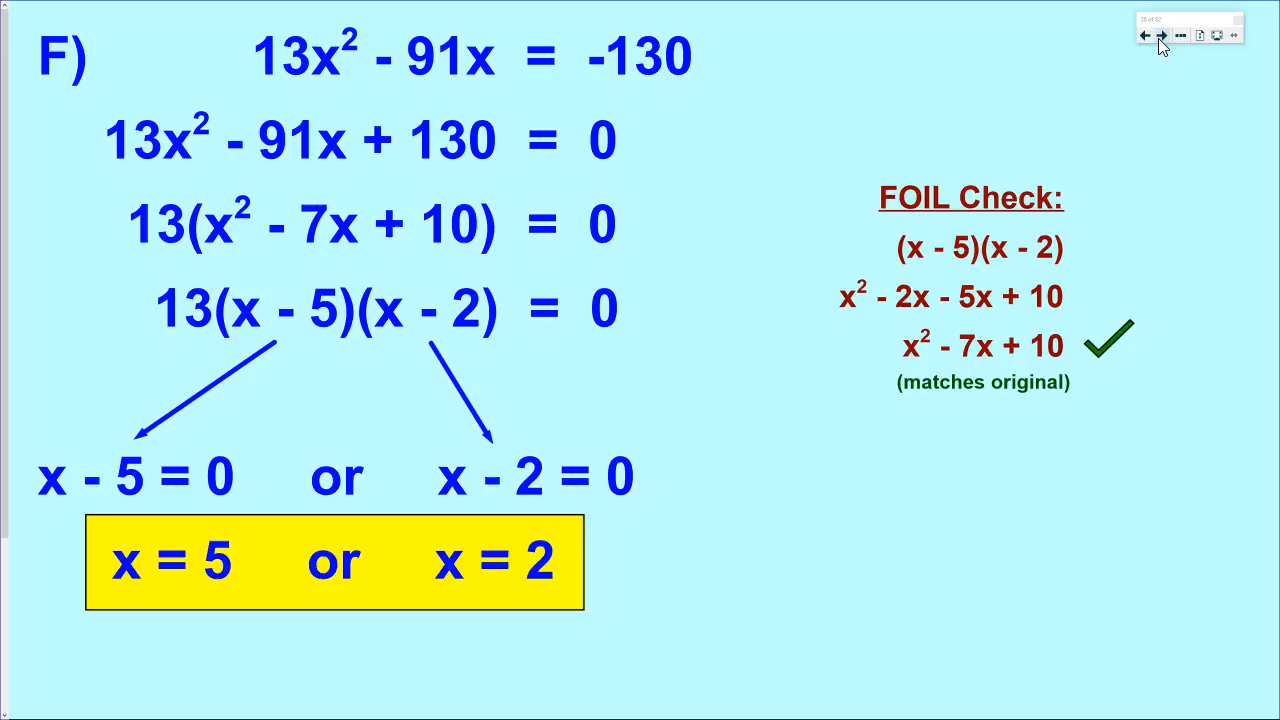 F) 13x² - 91x = -130
13x² - 91x + 130 = 0
13(x² - 7x + 10) = 0
13(x - 5)(x - 2) = 0
x - 5 = 0 or x - 2 = 0
x = 5 or x = 2
FOIL Check:
(x - 5)(x - 2)
x² - 2x - 5x + 10
x² - 7x + 10
(matches original)